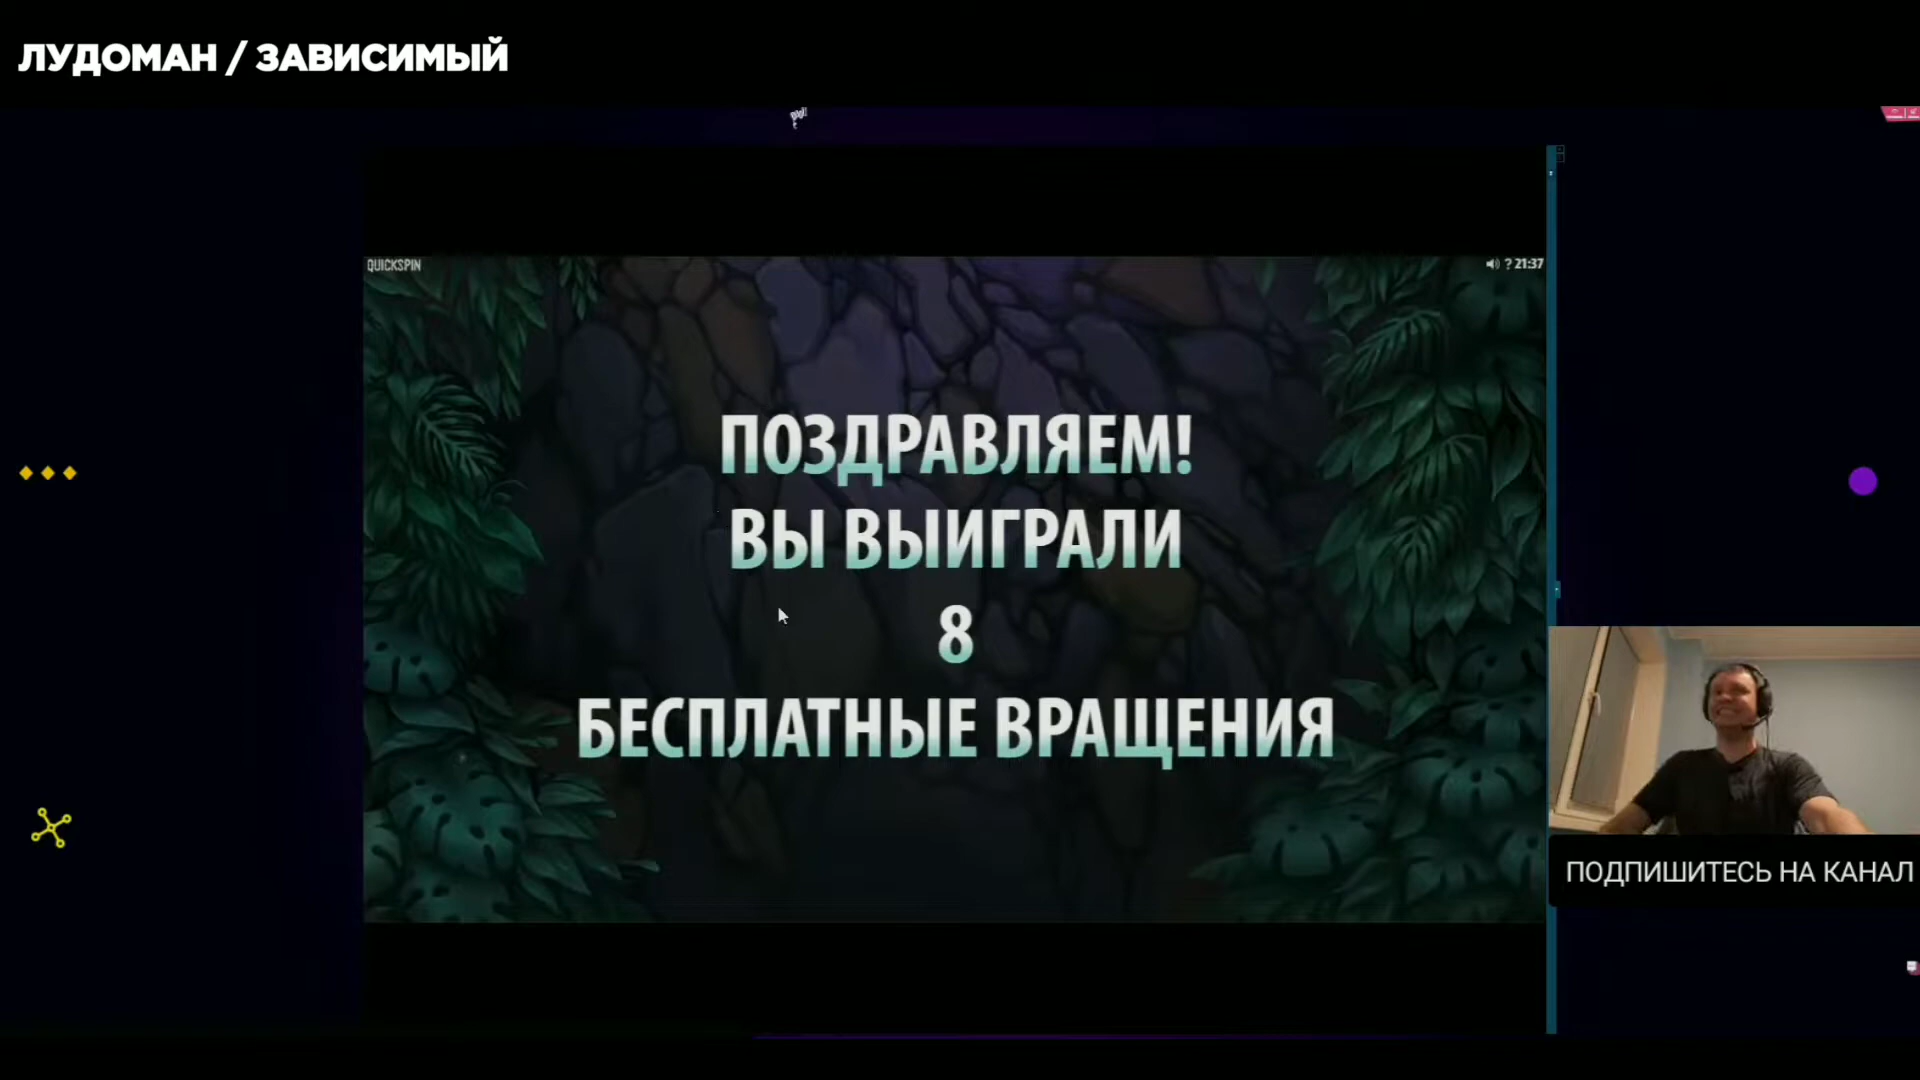 ЛУДОМАН / ЗАВИСИМЫЙ
QUICKSPIN
? 21:37
ПОЗДРАВЛЯЕМ!
ВЫ ВЫИГРАЛИ
8
БЕСПЛАТНЫЕ ВРАЩЕНИЯ
ПОДПИШИТЕСЬ НА КАНАЛ